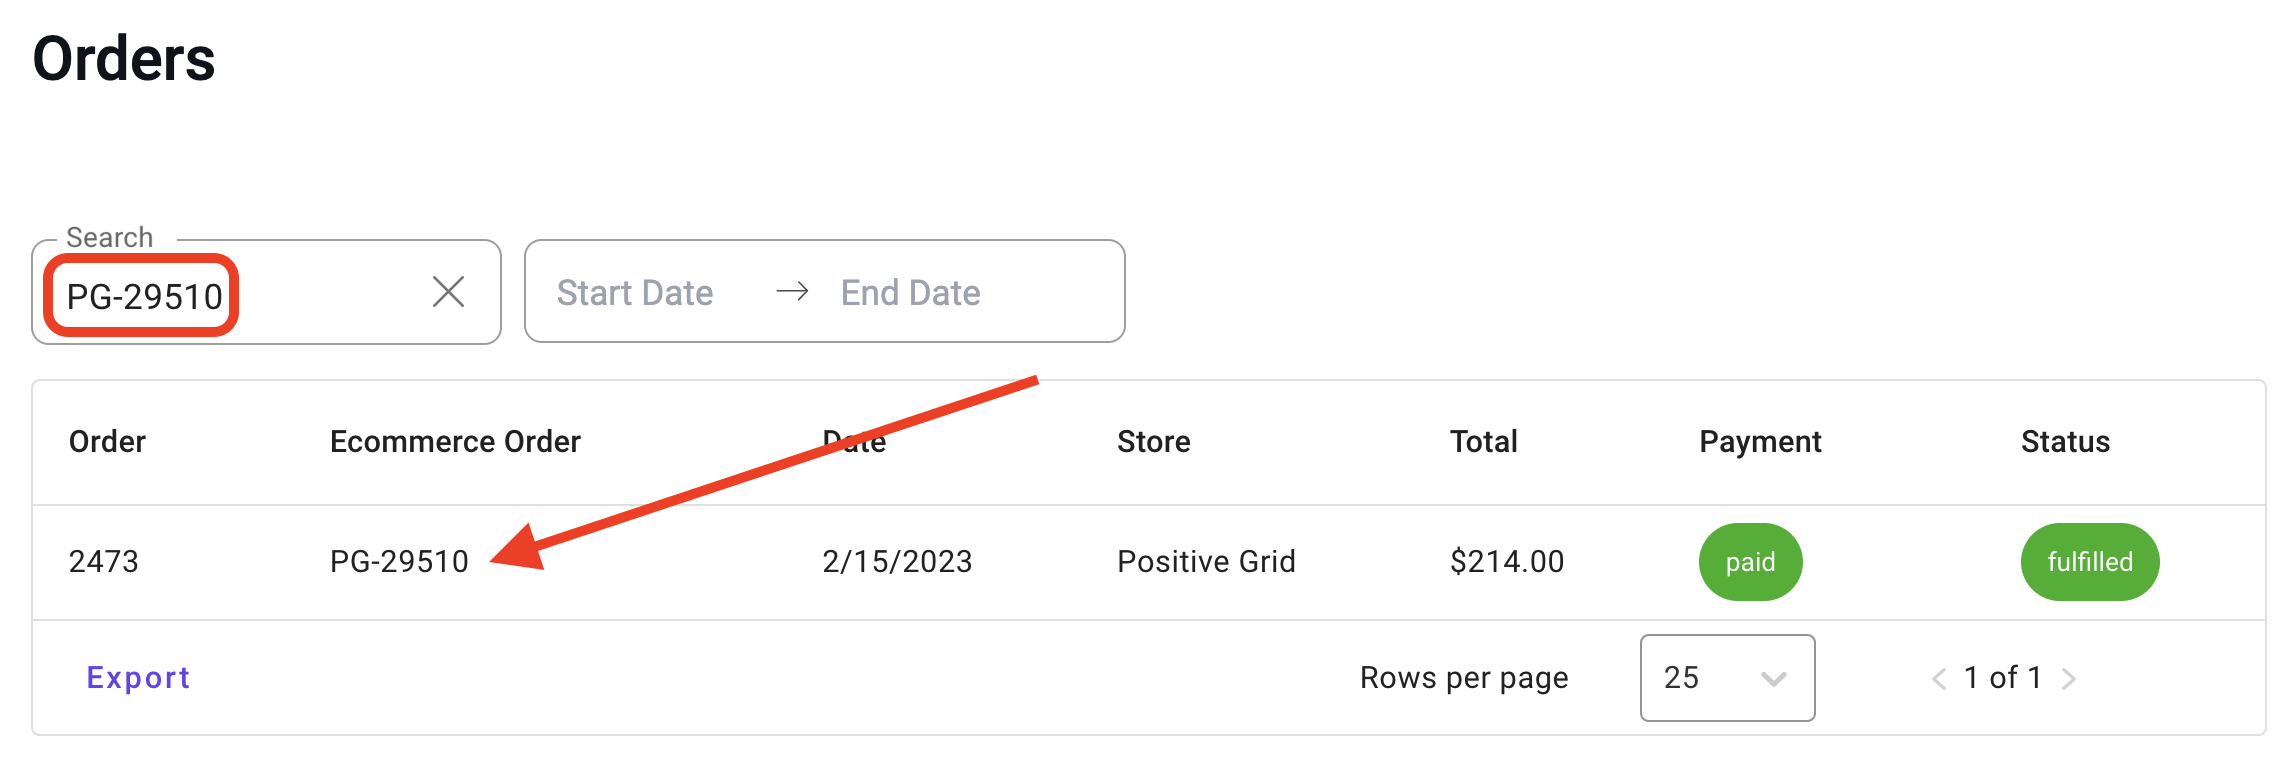 Orders
Search
PG-29510
Start Date → End Date
Order Ecommerce Order Date Store Total Payment Status
2473 PG-29510 2/15/2023 Positive Grid $214.00 paid fulfilled
Export Rows per page 25 < 1 of 1 >